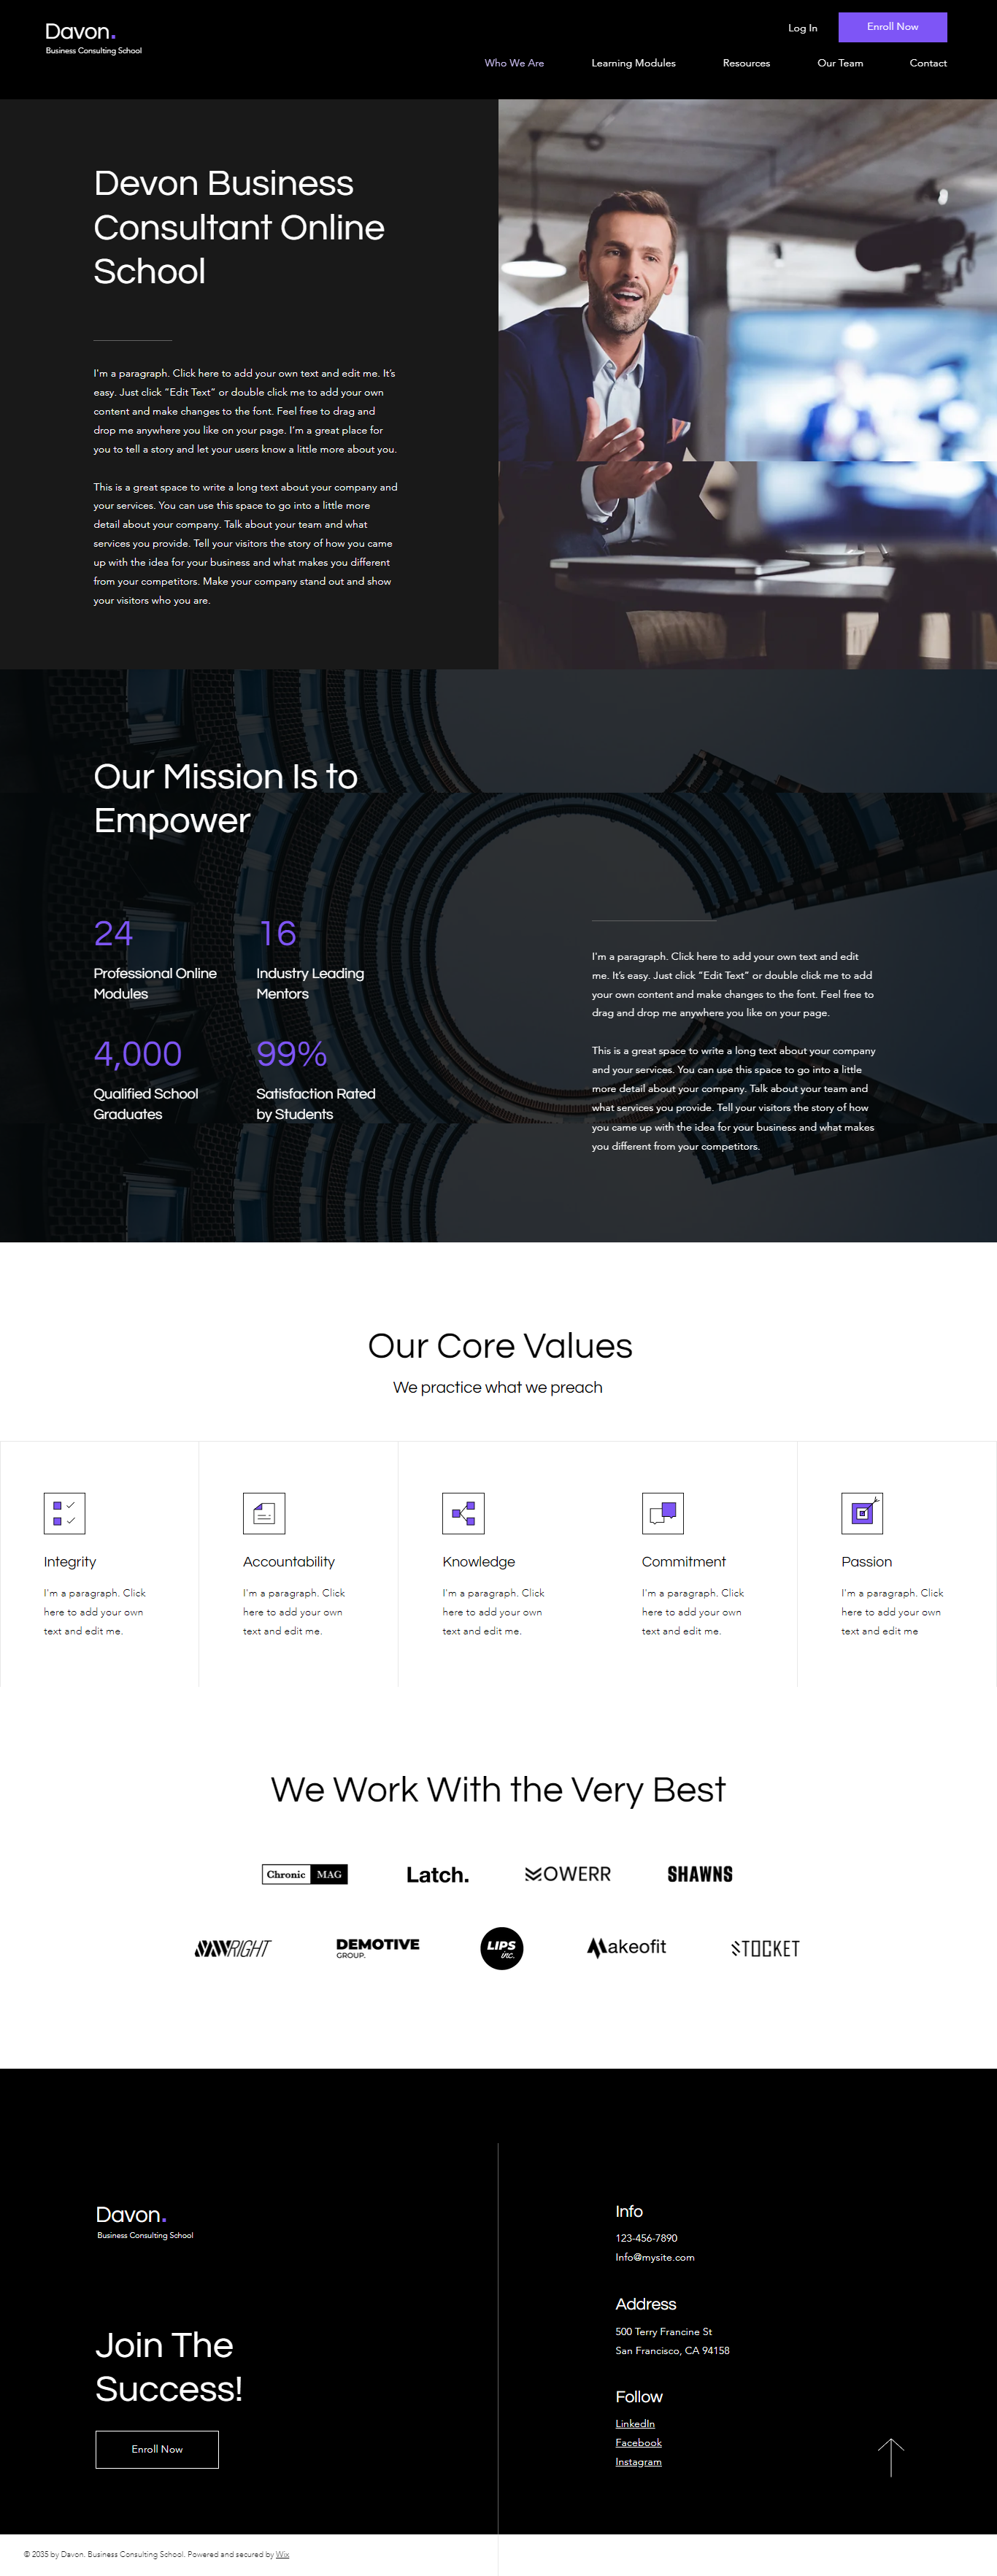 Davon.
Business Consulting School
Log In
Enroll Now
Who We Are
Learning Modules
Resources
Our Team
Contact
Devon Business
Consultant Online
School
I'm a paragraph. Click here to add your own text and edit me. It's
easy. Just click "Edit Text" or double click me to add your own
content and make changes to the font. Feel free to drag and
drop me anywhere you like on your page. I'm a great place for
you to tell a story and let your users know a little more about you.
This is a great space to write a long text about your company and
your services. You can use this space to go into a little more
detail about your company. Talk about your team and what
services you provide. Tell your visitors the story of how you came
up with the idea for your business and what makes you different
from your competitors. Make your company stand out and show
your visitors who you are.
Our Mission Is to
Empower
24
Professional Online
Modules
16
Industry Leading
Mentors
4,000
Qualified School
Graduates
99%
Satisfaction Rated
by Students
I'm a paragraph. Click here to add your own text and edit
me. It's easy. Just click "Edit Text" or double click me to add
your own content and make changes to the font. Feel free to
drag and drop me anywhere you like on your page.
This is a great space to write a long text about your company
and your services. You can use this space to go into a little
more detail about your company. Talk about your team and
what services you provide. Tell your visitors the story of how
you came up with the idea for your business and what makes
you different from your competitors.
Our Core Values
We practice what we preach
Integrity
I'm a paragraph. Click
here to add your own
text and edit me.
Accountability
I'm a paragraph. Click
here to add your own
text and edit me.
Knowledge
I'm a paragraph. Click
here to add your own
text and edit me.
Commitment
I'm a paragraph. Click
here to add your own
text and edit me.
Passion
I'm a paragraph. Click
here to add your own
text and edit me
We Work With the Very Best
Chronic MAG
Latch.
OWERR
SHAWNS
WRIGHT
DEMOTIVE
GROUP.
LIPS
inc.
Makeofit
STOCKET
Davon.
Business Consulting School
Join The
Success!
Enroll Now
Info
123-456-7890
Info@mysite.com
Address
500 Terry Francine St
San Francisco, CA 94158
Follow
LinkedIn
Facebook
Instagram
© 2035 by Davon. Business Consulting School. Powered and secured by Wix